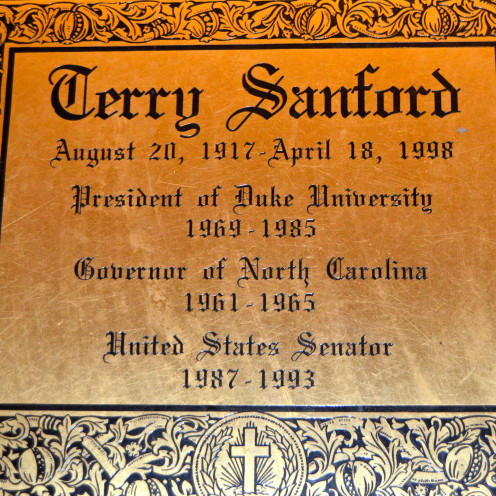 Terry Sanford
August 20, 1917-April 18, 1998
President of Duke University
1969-1985
Governor of North Carolina
1961-1965
United States Senator
1987-1993